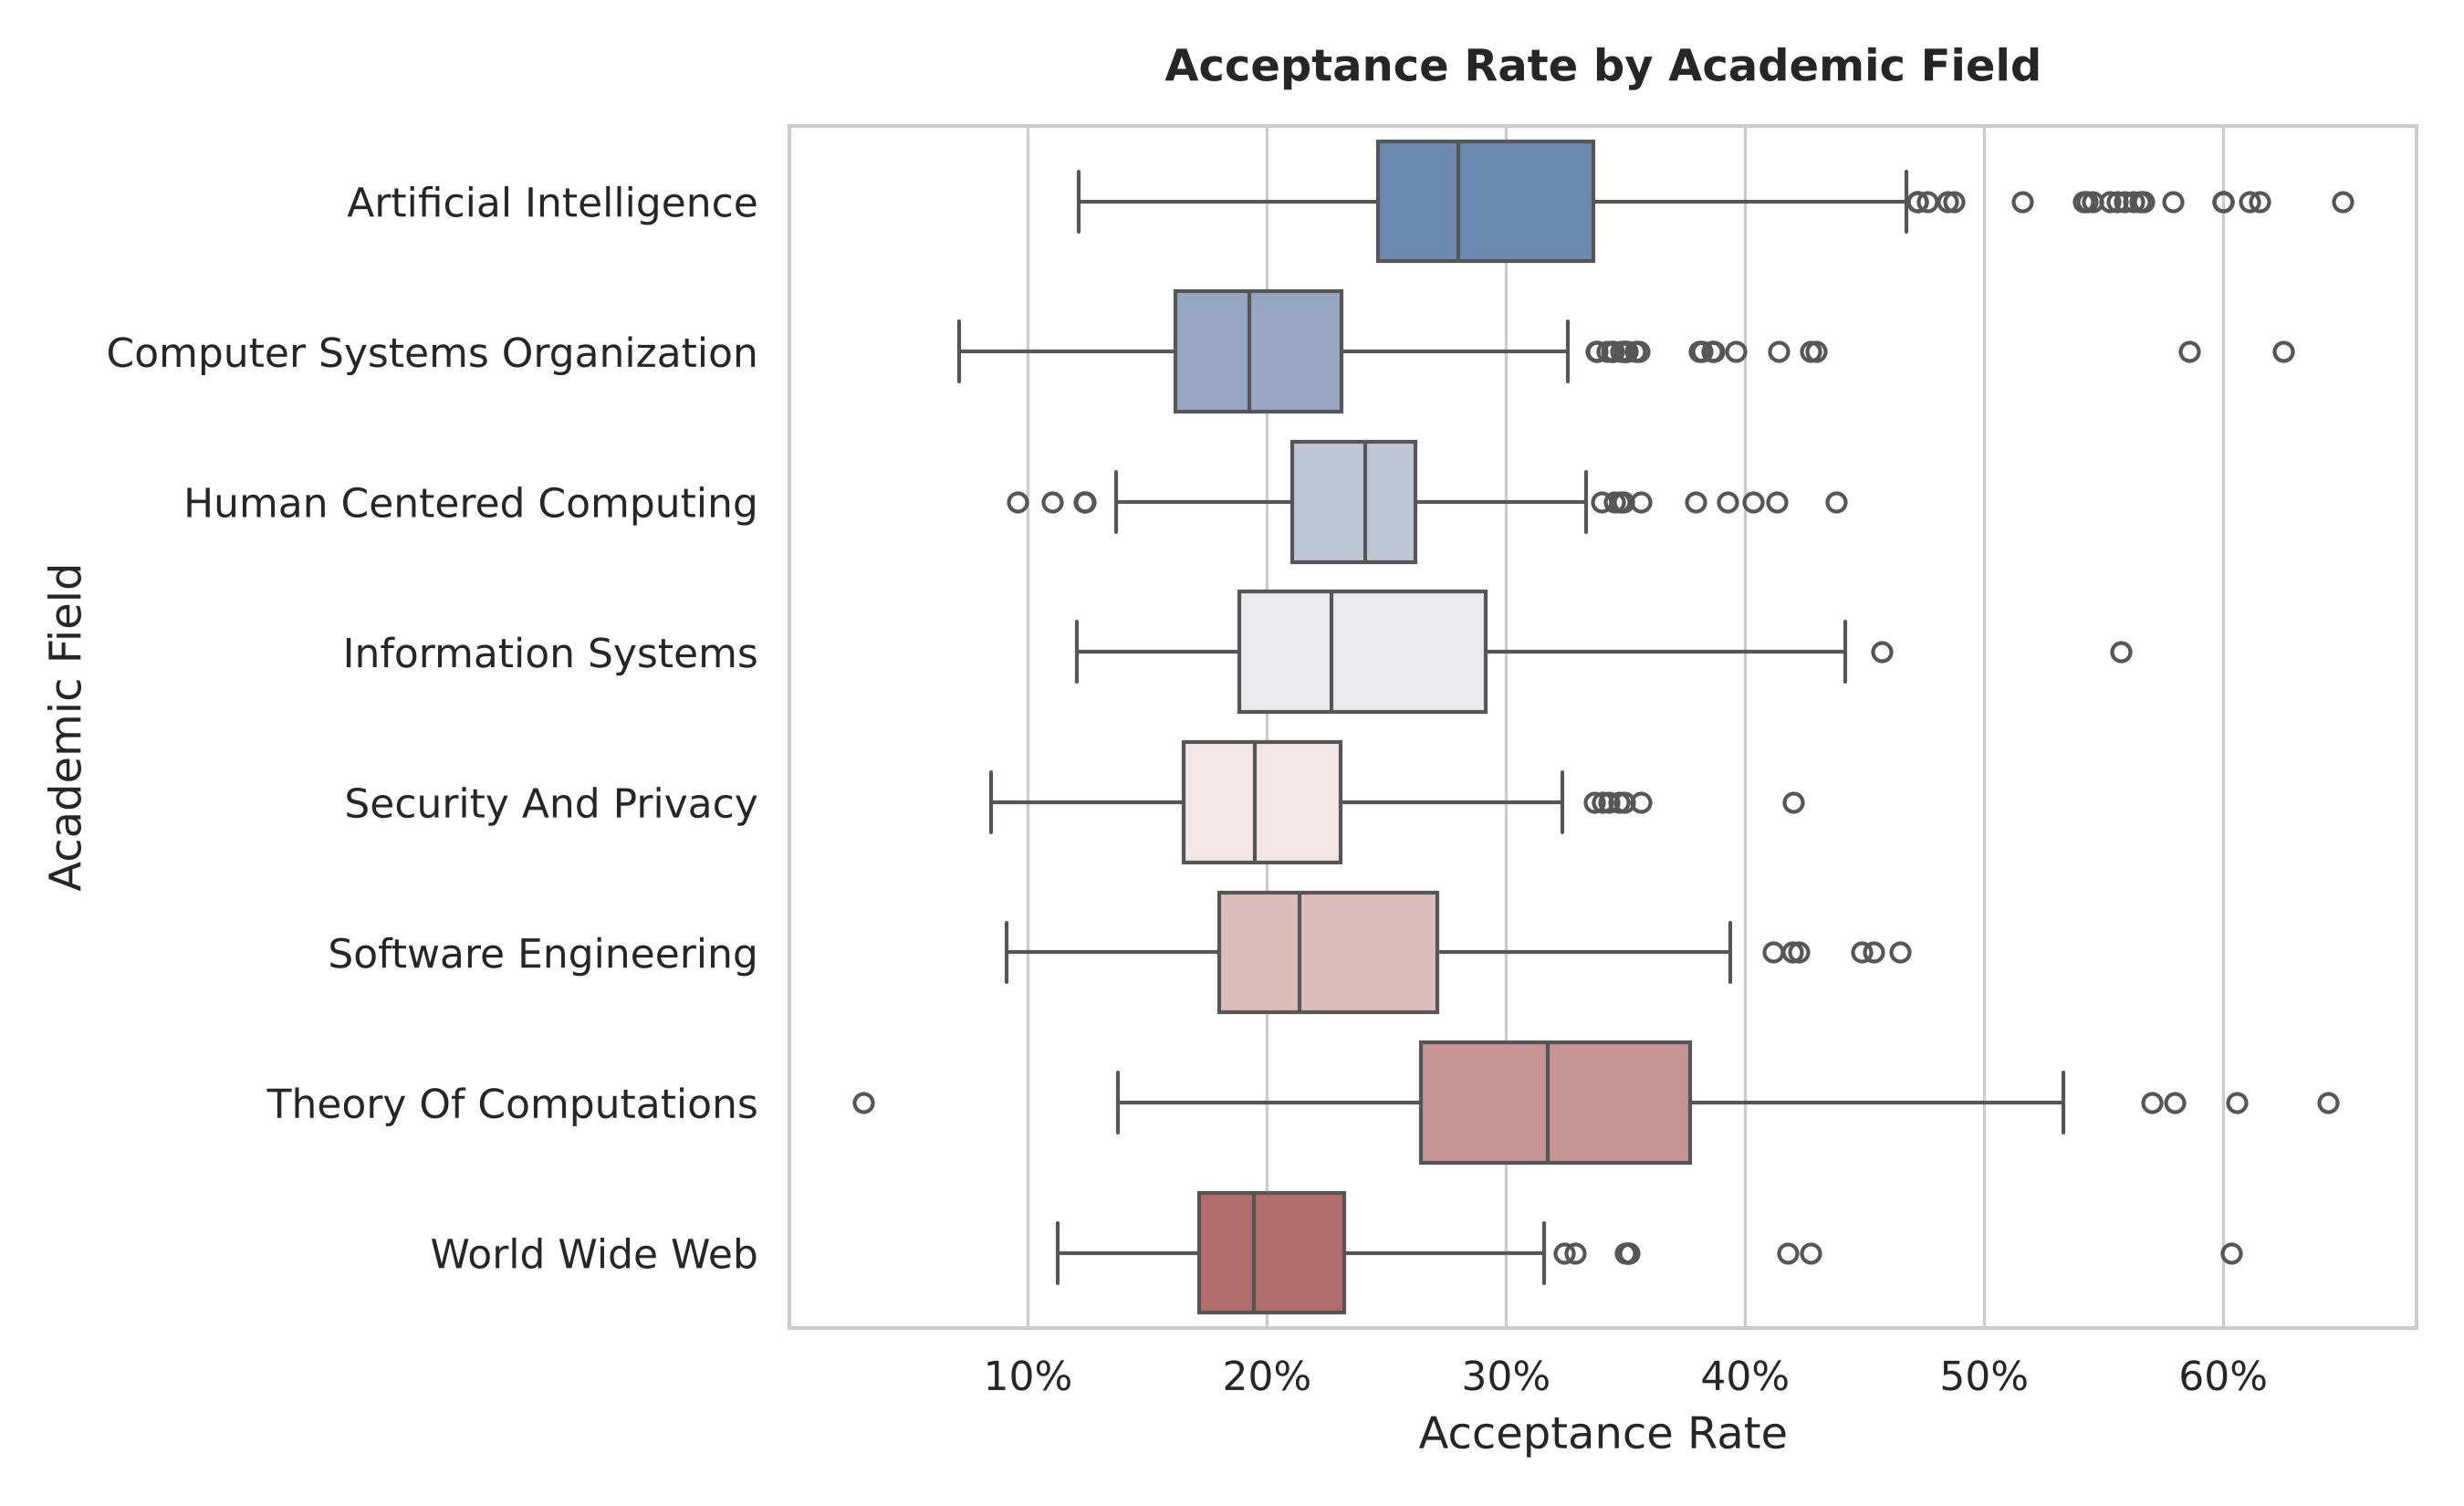 Acceptance Rate by Academic Field
Artificial Intelligence
Computer Systems Organization
Human Centered Computing
Information Systems
Security And Privacy
Software Engineering
Theory Of Computations
World Wide Web
Academic Field
10% 20% 30% 40% 50% 60%
Acceptance Rate